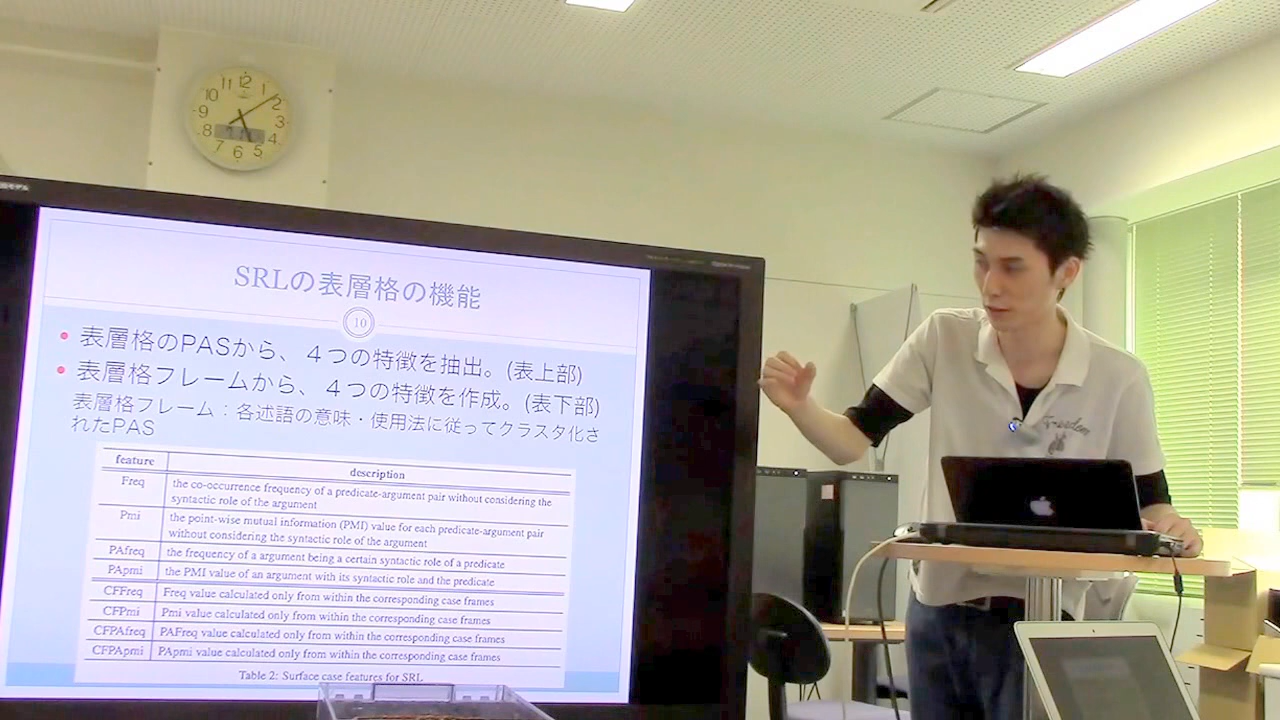 12
11
1
10
2
9
3
8
4
7
5
6
SRLの表層格の機能
10
• 表層格のPASから、４つの特徴を抽出。(表上部)
• 表層格フレームから、４つの特徴を作成。(表下部)
表層格フレーム：各述語の意味・使用法に従ってクラスタ化さ
れたPAS
feature description
Freq the co-occurrence frequency of a predicate-argument pair without considering the
syntactic role of the argument
Pmi the point-wise mutual information (PMI) value for each predicate-argument pair
without considering the syntactic role of the argument
PAfreq the frequency of a argument being a certain syntactic role of a predicate
PApmi the PMI value of an argument with its syntactic role and the predicate
CFFreq Freq value calculated only from within the corresponding case frames
CFPmi Pmi value calculated only from within the corresponding case frames
CFPAfreq PAFreq value calculated only from within the corresponding case frames
CFPApmi PApmi value calculated only from within the corresponding case frames
Table 2: Surface case features for SRL
Freedom